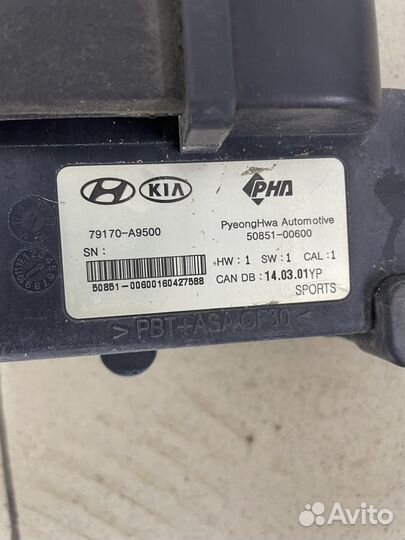 HYUNDAI KIA PHA
79170-A9500
PyeongHwa Automotive
50851-00600
SN :
HW : 1 SW : 1 CAL : 1
CAN DB : 14.03.01YP
50851-00600160427588
SPORTS
>PBT+ASA-GF30<
Avito